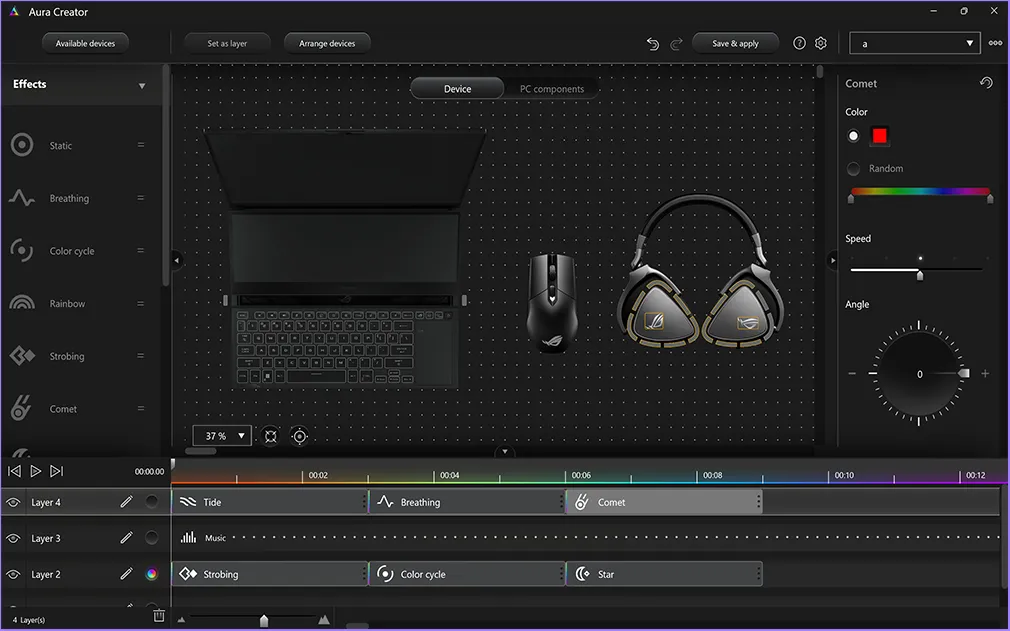 Aura Creator
Available devices
Set as layer
Arrange devices
Save & apply
?
a
Effects
Device
PC components
Comet
Static
Breathing
Color cycle
Rainbow
Strobing
Comet
Color
Random
Speed
Angle
0
37 %
00:00.00
00:02
00:04
00:06
00:08
00:10
00:12
Layer 4
Tide
Breathing
Comet
Layer 3
Music
Layer 2
Strobing
Color cycle
Star
4 Layer(s)